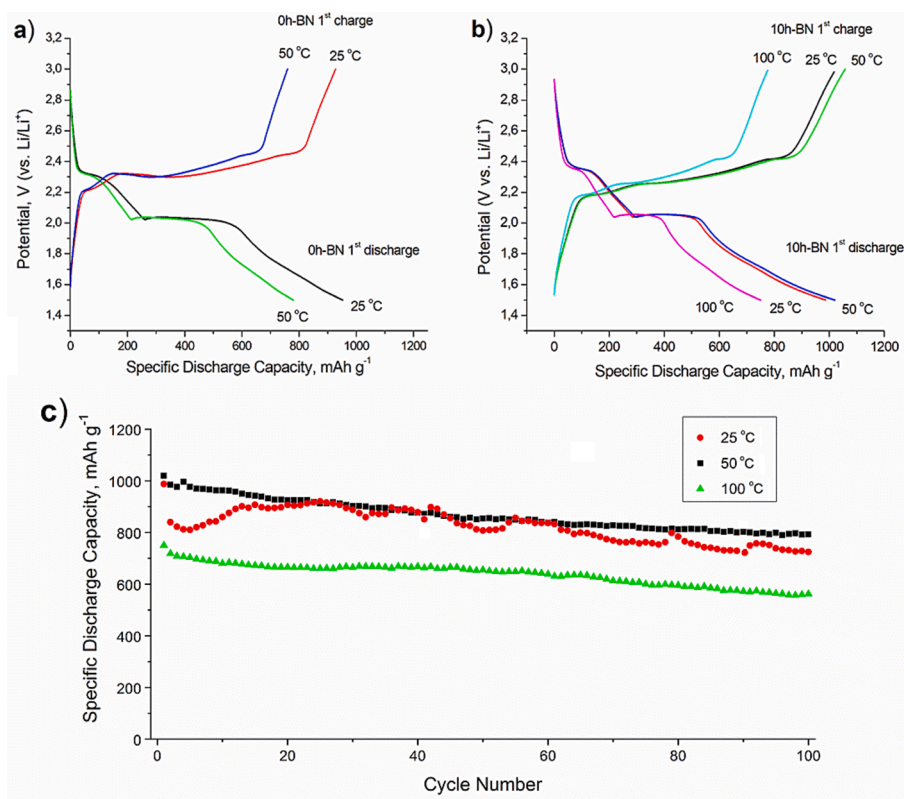 a)
0h-BN 1st charge
50 °C
25 °C
3,2
3,0
2,8
2,6
2,4
2,2
2,0
1,8
1,6
1,4
Potential, V (vs. Li/Li+)
0h-BN 1st discharge
50 °C
25 °C
0
200
400
600
800
1000
1200
Specific Discharge Capacity, mAh g-1
b)
10h-BN 1st charge
100 °C
25 °C
50 °C
3,2
3,0
2,8
2,6
2,4
2,2
2,0
1,8
1,6
1,4
Potential (V vs. Li/Li+)
10h-BN 1st discharge
100 °C
25 °C
50 °C
0
200
400
600
800
1000
1200
Specific Discharge Capacity, mAh g-1
c)
1200
1000
800
600
400
200
0
Specific Discharge Capacity, mAh g-1
25 °C
50 °C
100 °C
0
20
40
60
80
100
Cycle Number